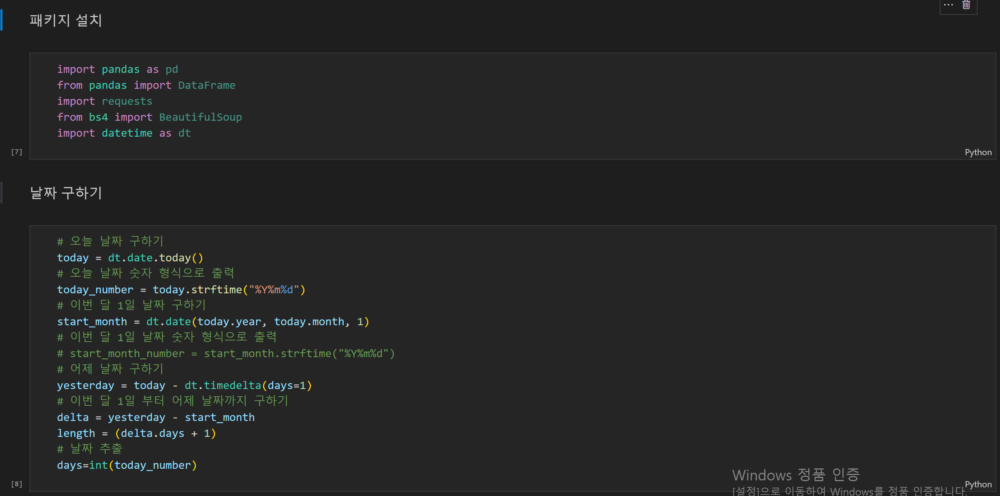 패키지 설치
import pandas as pd
from pandas import DataFrame
import requests
from bs4 import BeautifulSoup
import datetime as dt
[7]
Python
날짜 구하기
# 오늘 날짜 구하기
today = dt.date.today()
# 오늘 날짜 숫자 형식으로 출력
today_number = today.strftime("%Y%m%d")
# 이번 달 1일 날짜 구하기
start_month = dt.date(today.year, today.month, 1)
# 이번 달 1일 날짜 숫자 형식으로 출력
# start_month_number = start_month.strftime("%Y%m%d")
# 어제 날짜 구하기
yesterday = today - dt.timedelta(days=1)
# 이번 달 1일 부터 어제 날짜까지 구하기
delta = yesterday - start_month
length = (delta.days + 1)
# 날짜 추출
days=int(today_number)
Windows 정품 인증
[8]
Python
[설정]으로 이동하여 Windows를 정품 인증합니다.